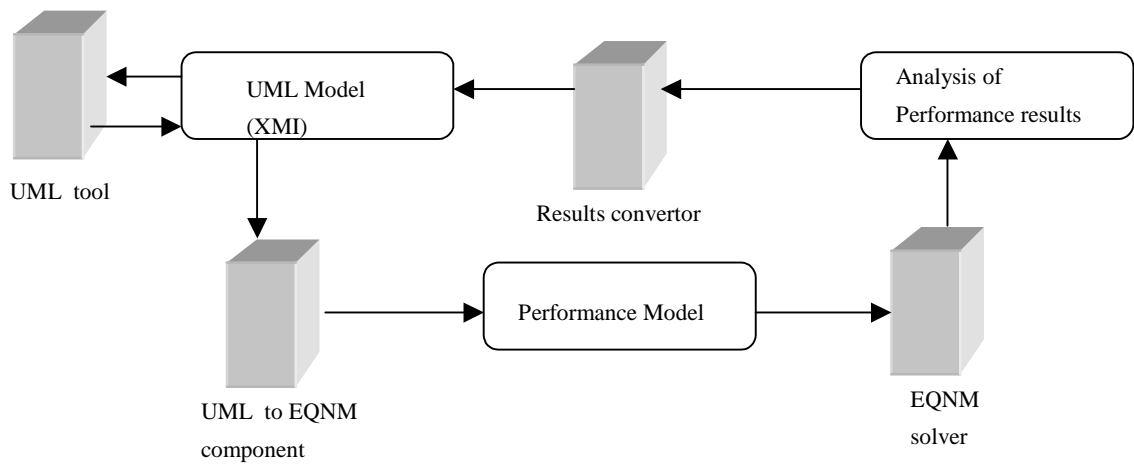 UML Model
(XMI)
Analysis of
Performance results
UML tool
Results convertor
Performance Model
UML to EQNM
component
EQNM
solver